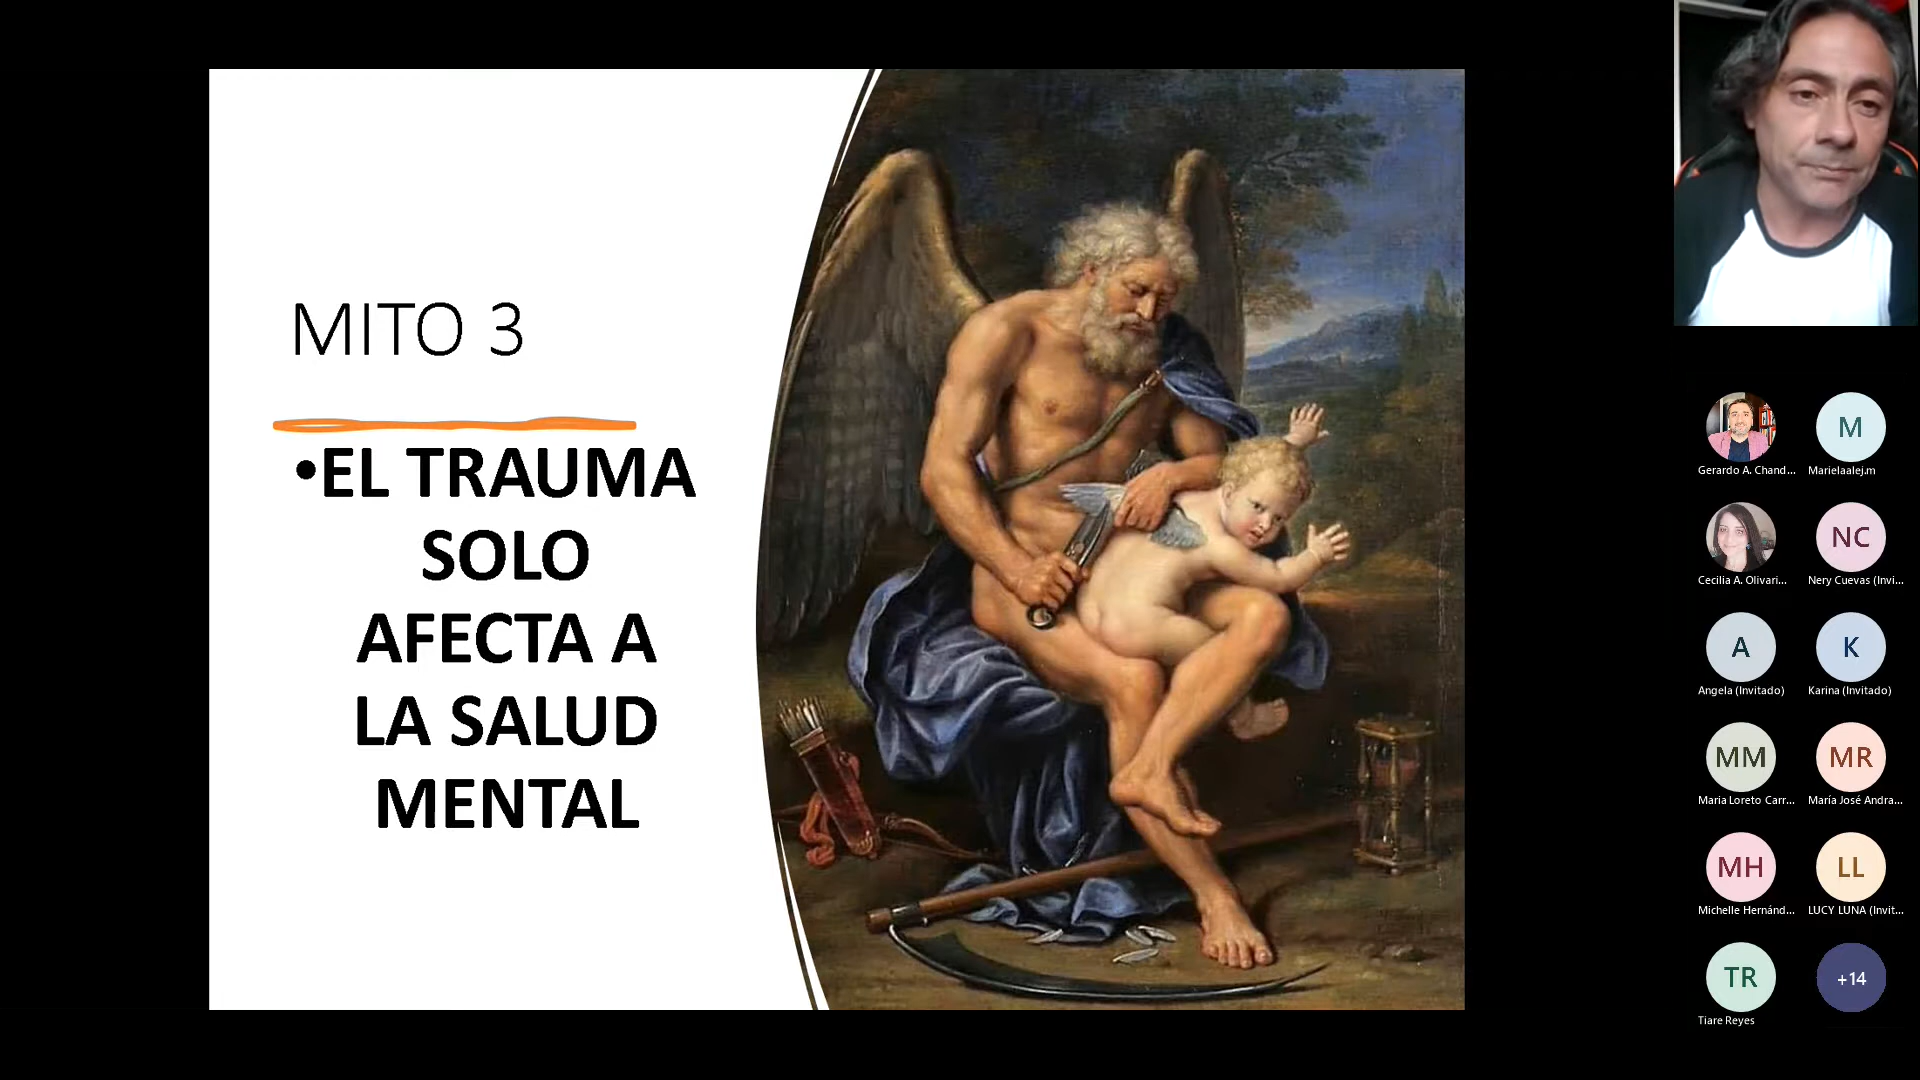 MITO 3
•EL TRAUMA
SOLO
AFECTA A
LA SALUD
MENTAL
Gerardo A. Chand...
M
Marielaalej.m
Cecilia A. Olivari...
NC
Nery Cuevas (Invi...
A
Angela (Invitado)
K
Karina (Invitado)
MM
Maria Loreto Carr...
MR
María José Andra...
MH
Michelle Hernánd...
LL
LUCY LUNA (Invit...
TR
Tiare Reyes
+14